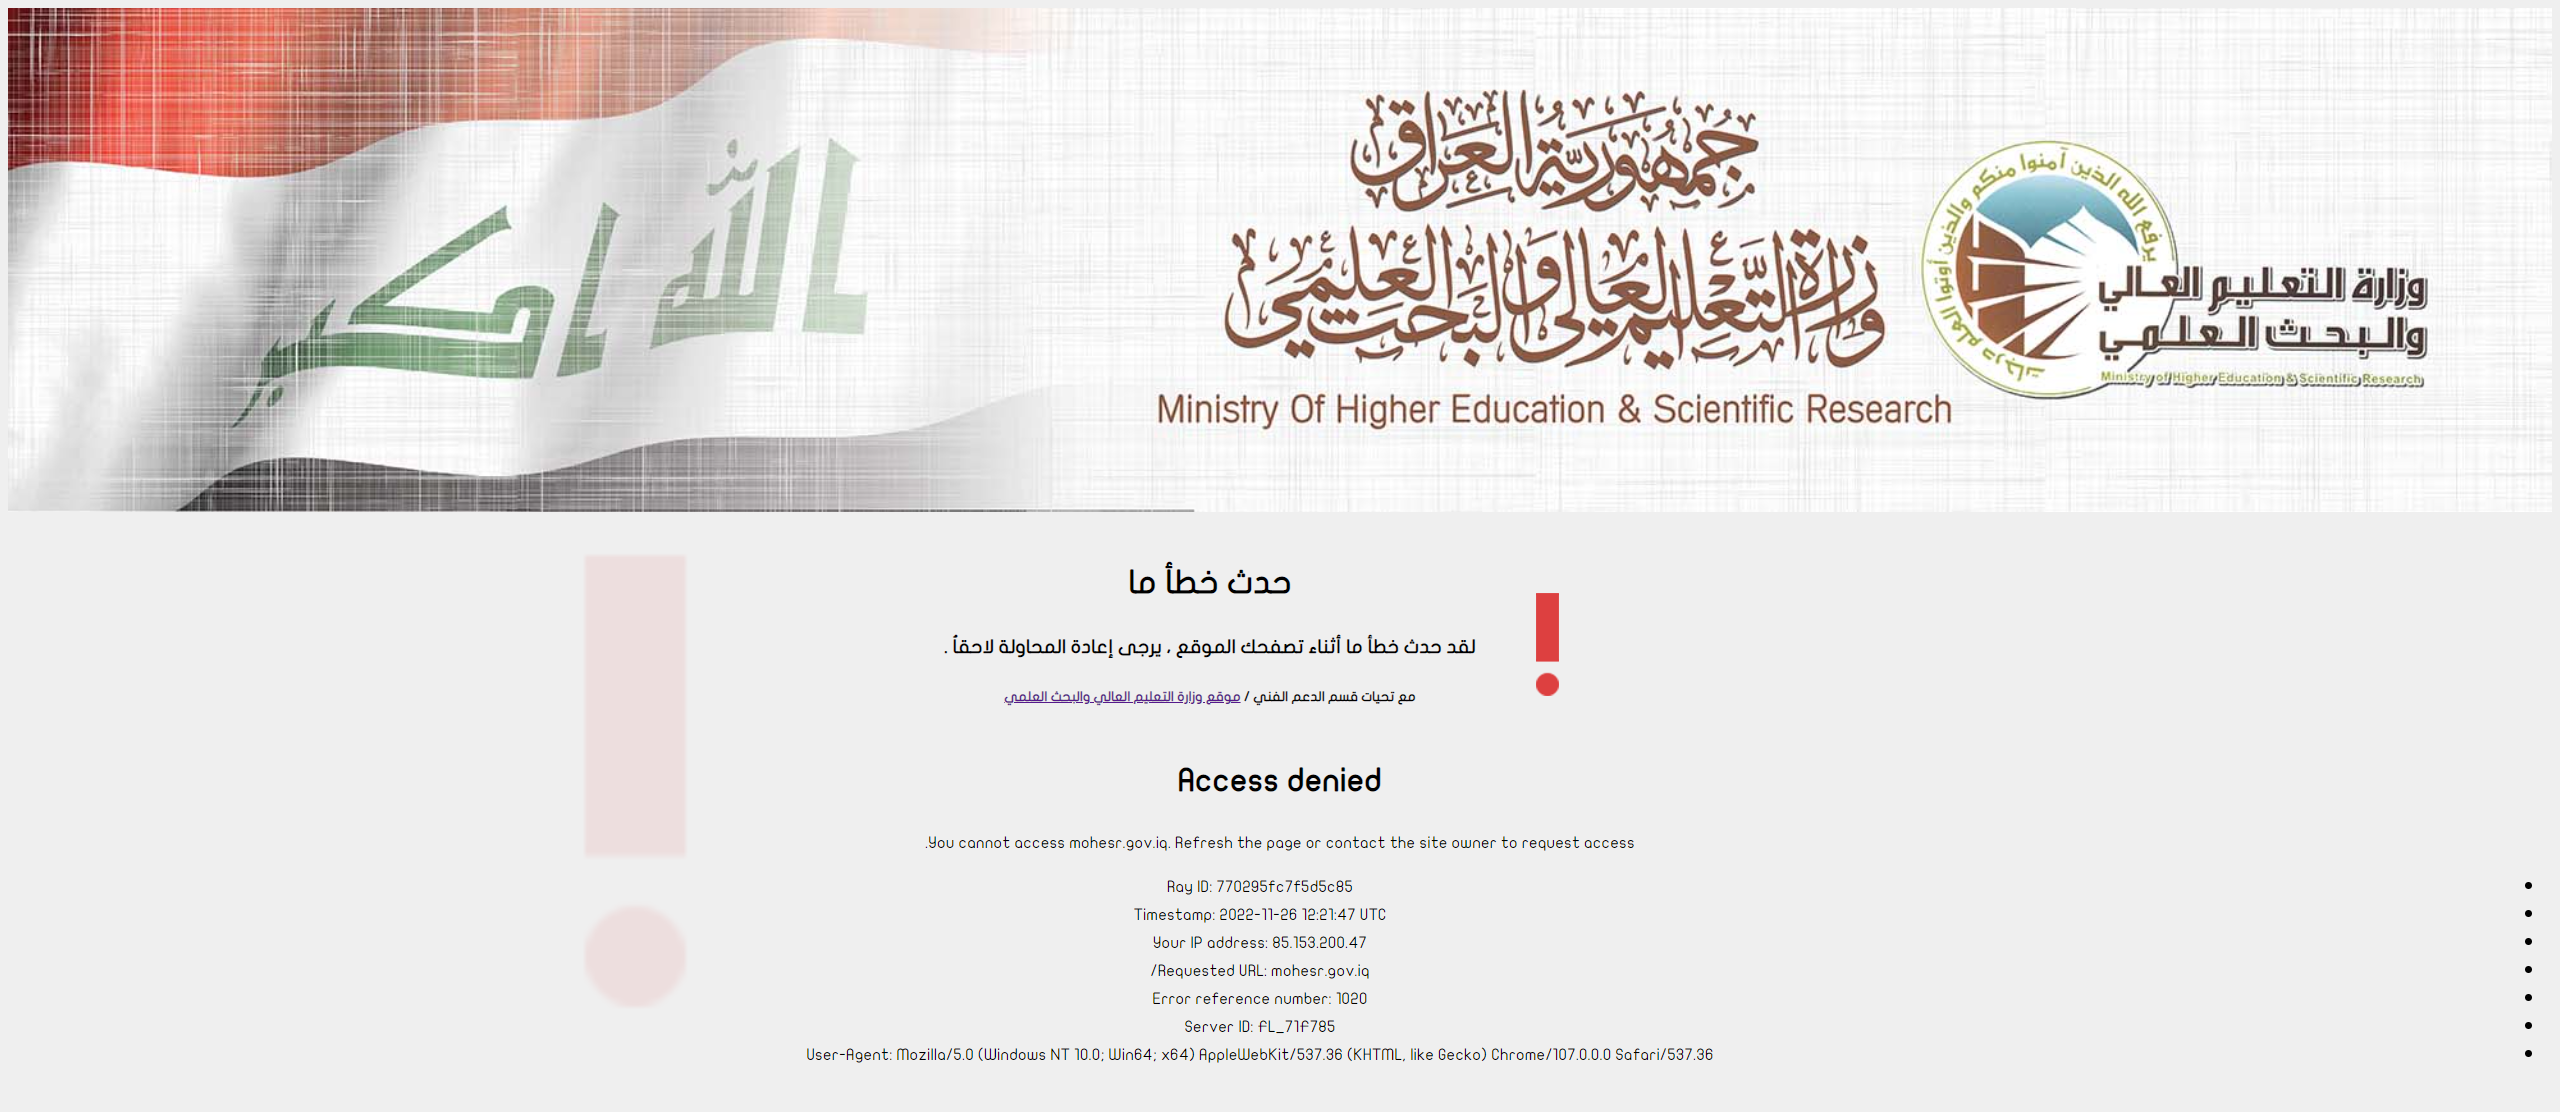 الله اكبر
جمهورية العراق
وزارة التعليم العالي والبحث العلمي
Ministry Of Higher Education & Scientific Research
يرفع الله الذين آمنوا منكم والذين أوتوا العلم درجات
وزارة التعليم العالي
والبحث العلمي
Ministry of Higher Education & Scientific Research
حدث خطأ ما
لقد حدث خطأ ما أثناء تصفحك الموقع ، يرجى إعادة المحاولة لاحقاً .
مع تحيات قسم الدعم الفني / موقع وزارة التعليم العالي والبحث العلمي
Access denied
.You cannot access mohesr.gov.iq. Refresh the page or contact the site owner to request access
Ray ID: 770295fc7f5d5c85
Timestamp: 2022-11-26 12:21:47 UTC
Your IP address: 85.153.200.47
/Requested URL: mohesr.gov.iq
Error reference number: 1020
Server ID: FL_71F785
User-Agent: Mozilla/5.0 (Windows NT 10.0; Win64; x64) AppleWebKit/537.36 (KHTML, like Gecko) Chrome/107.0.0.0 Safari/537.36